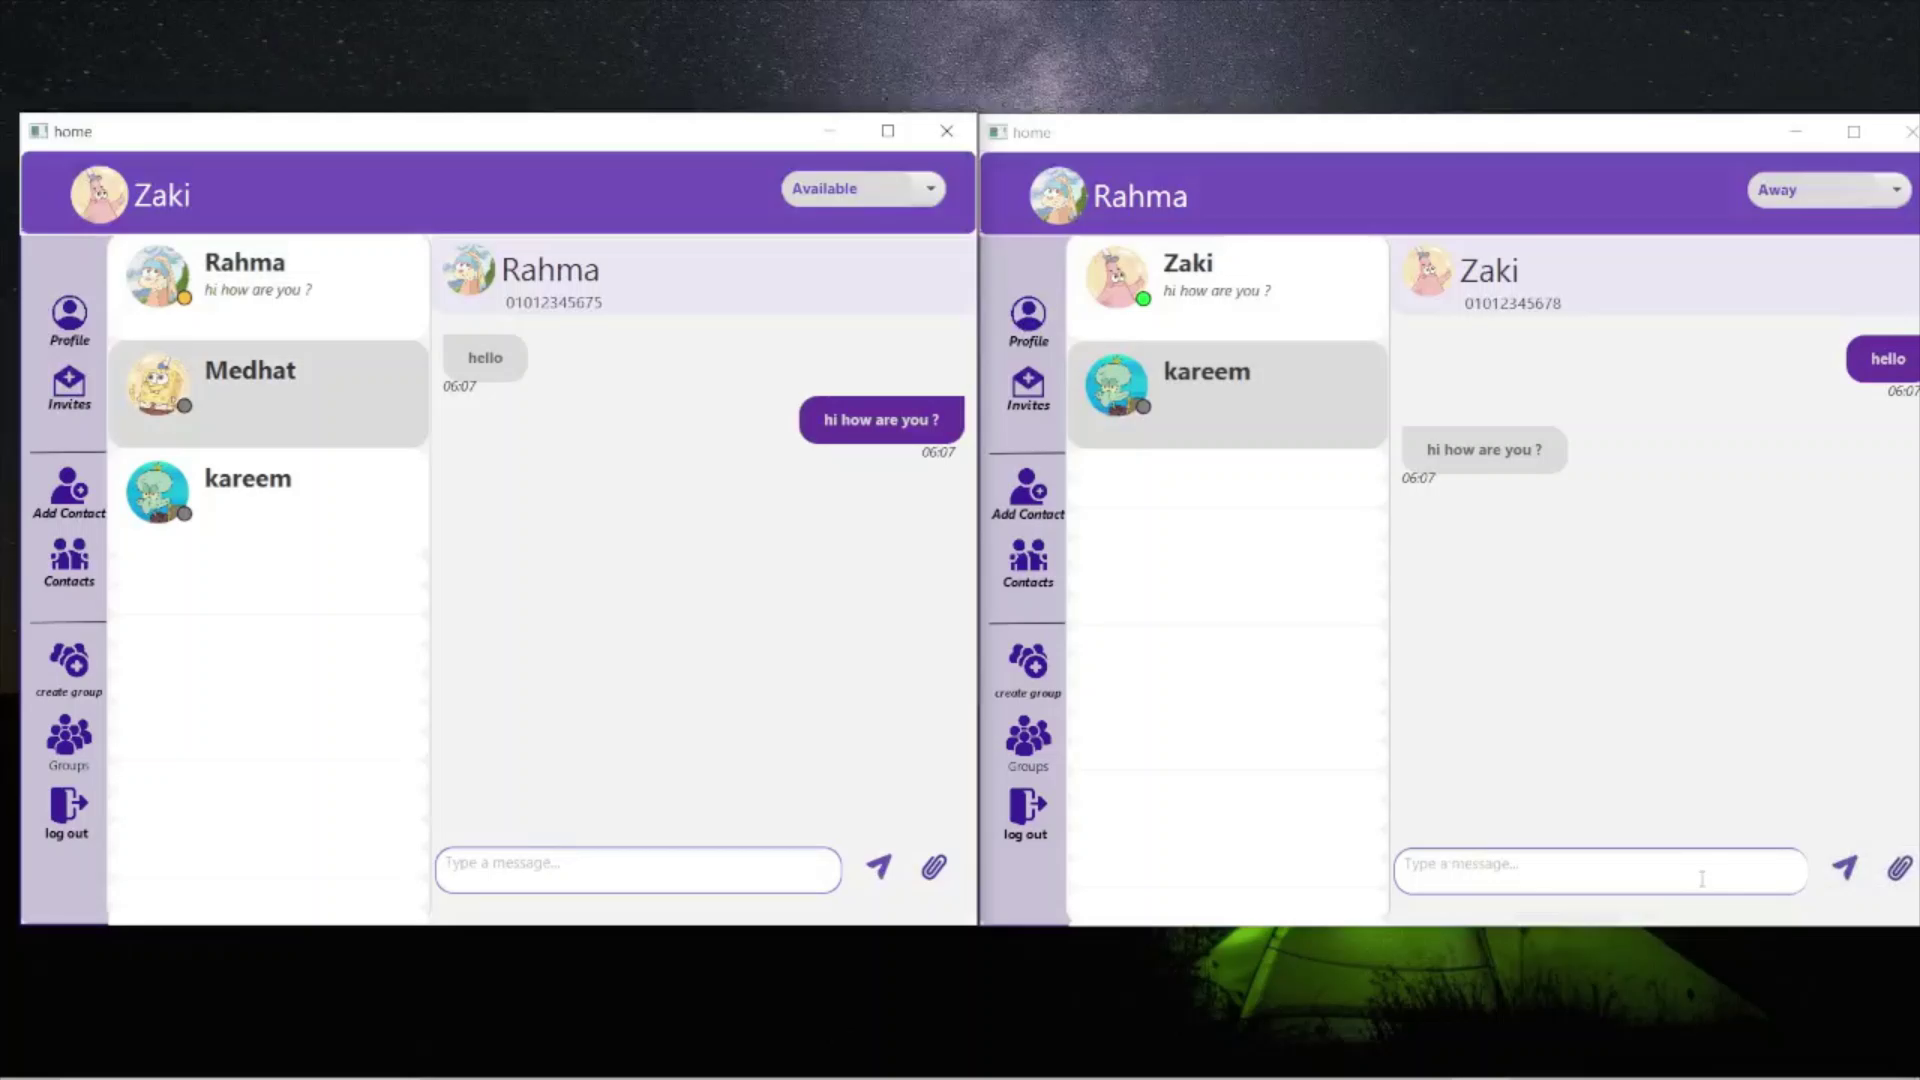 home
Zaki
Available
Profile
Invites
Add Contact
Contacts
create group
Groups
log out
Rahma
hi how are you ?
Medhat
kareem
Rahma
01012345675
hello
06:07
hi how are you ?
06:07
Type a message...
home
Rahma
Away
Profile
Invites
Add Contact
Contacts
create group
Groups
log out
Zaki
hi how are you ?
kareem
Zaki
01012345678
hello
06:07
hi how are you ?
06:07
Type a message...